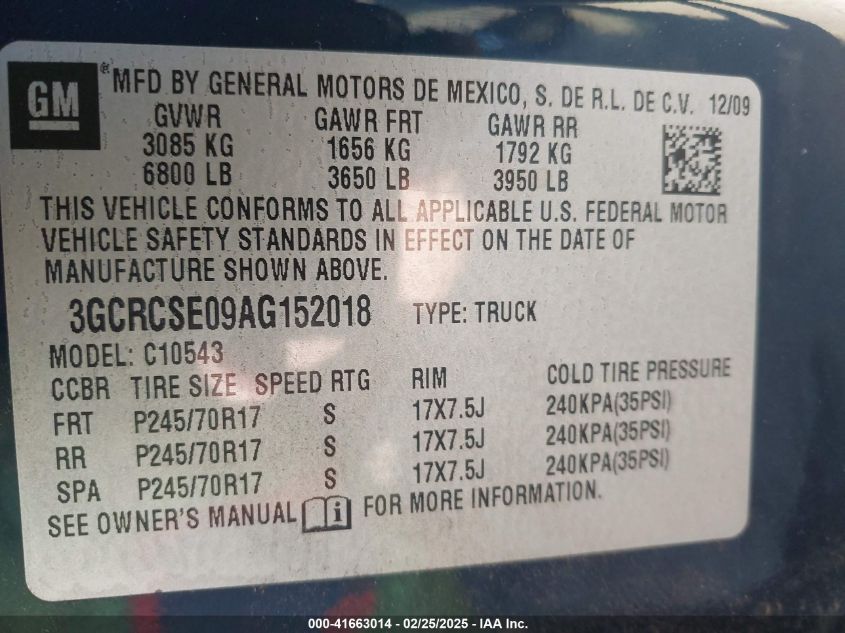 GM ® MFD BY GENERAL MOTORS DE MEXICO, S. DE R.L. DE C.V. 12/09
GVWR GAWR FRT GAWR RR
3085 KG 1656 KG 1792 KG
6800 LB 3650 LB 3950 LB
THIS VEHICLE CONFORMS TO ALL APPLICABLE U.S. FEDERAL MOTOR
VEHICLE SAFETY STANDARDS IN EFFECT ON THE DATE OF
MANUFACTURE SHOWN ABOVE.
3GCRCSE09AG152018 TYPE: TRUCK
MODEL: C10543
CCBR TIRE SIZE SPEED RTG RIM COLD TIRE PRESSURE
FRT P245/70R17 S 17X7.5J 240KPA(35PSI)
RR P245/70R17 S 17X7.5J 240KPA(35PSI)
SPA P245/70R17 S 17X7.5J 240KPA(35PSI)
SEE OWNER'S MANUAL i FOR MORE INFORMATION.
000-41663014 - 02/25/2025 - IAA Inc.